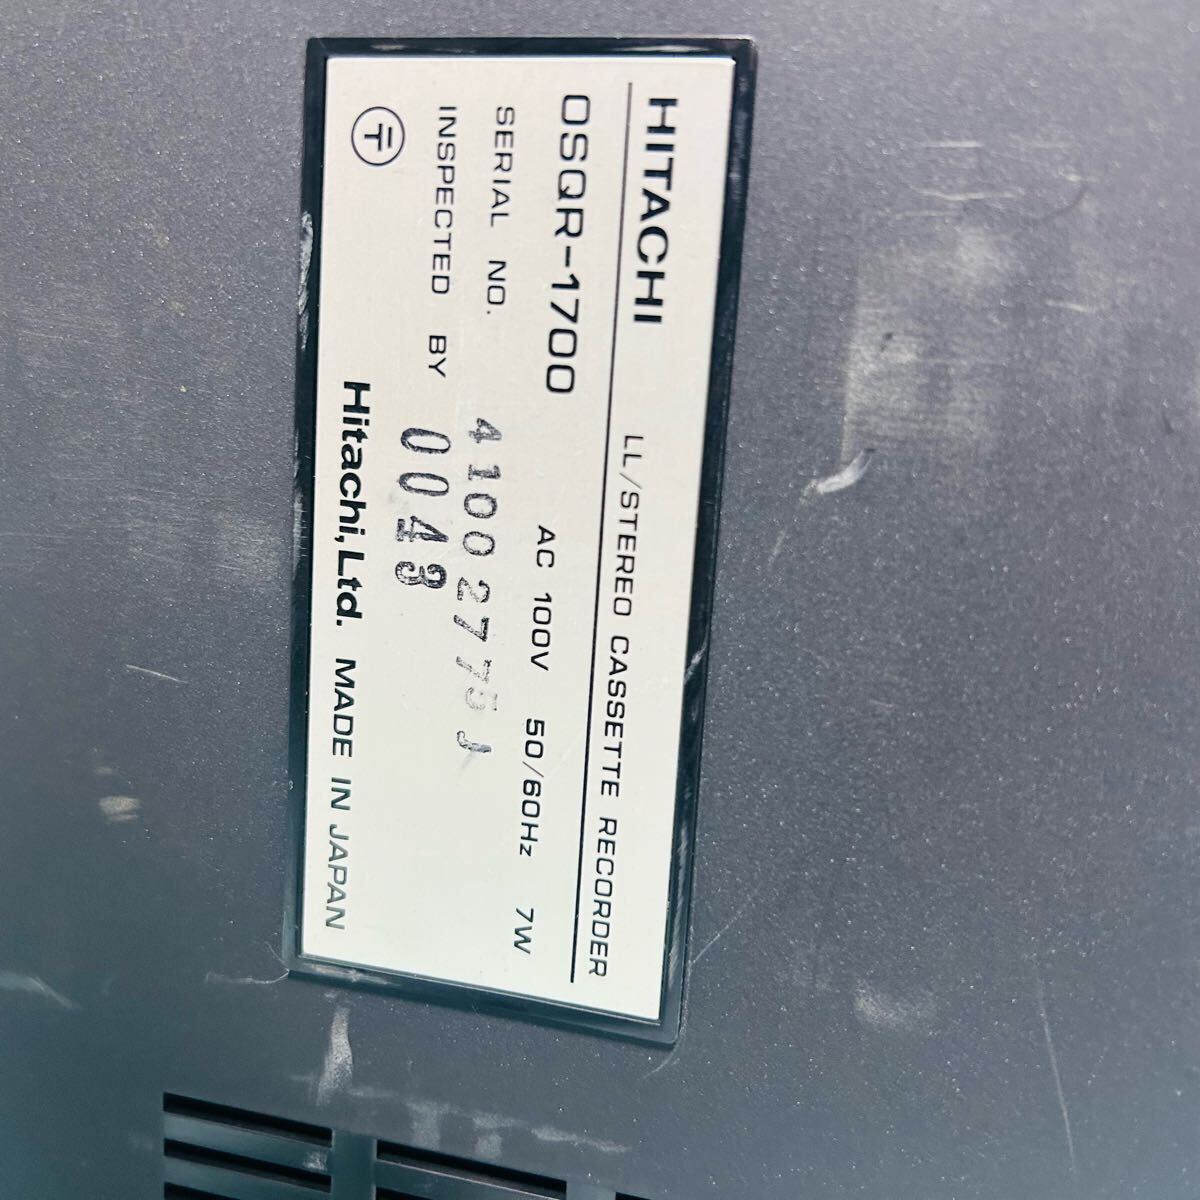 HITACHI LL/STEREO CASSETTE RECORDER
OSQR-1700 AC 100V 50/60Hz 7W
SERIAL NO. 41002775J
INSPECTED BY 0043
〒 Hitachi, Ltd. MADE IN JAPAN